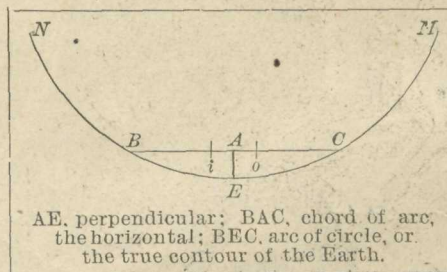 N M
B A C
i o
E
AE, perpendicular; BAC, chord of arc,
the horizontal; BEC, arc of circle, or
the true contour of the Earth.